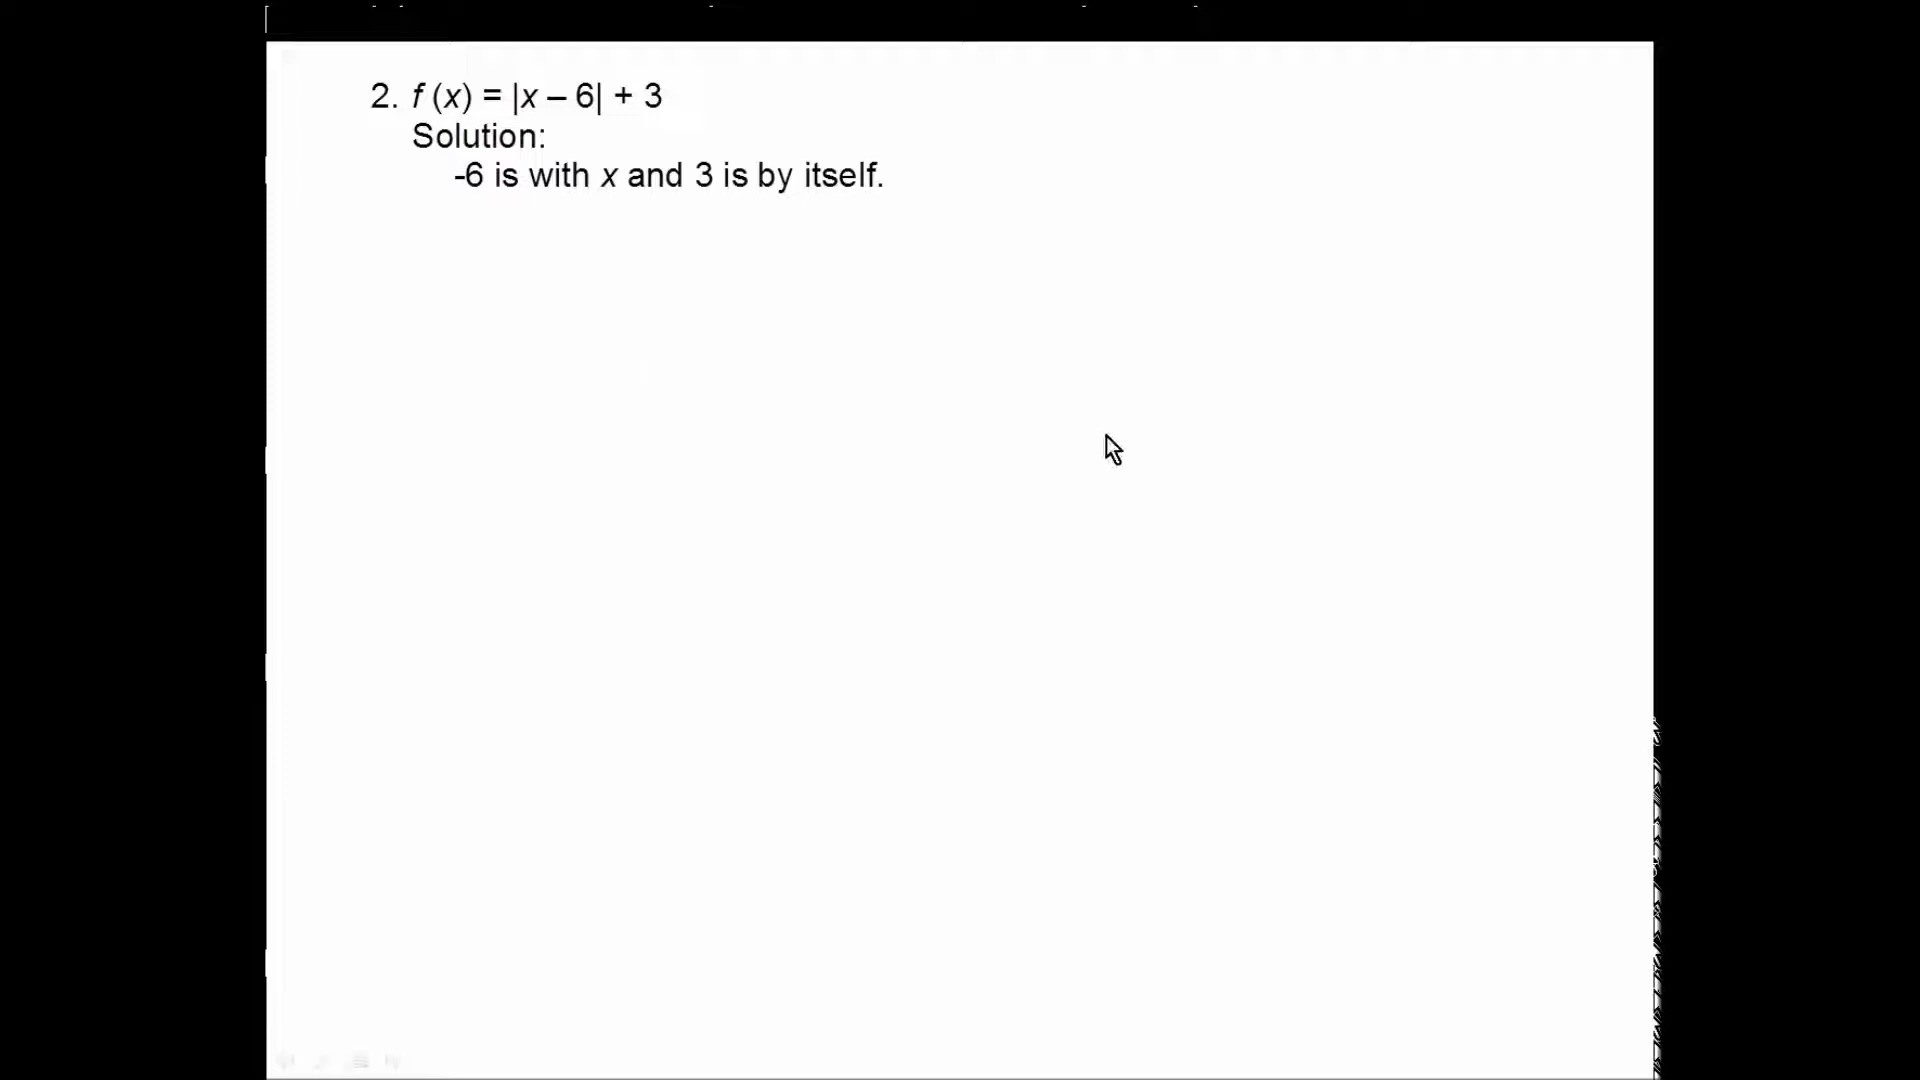 2. f (x) = |x – 6| + 3
Solution:
-6 is with x and 3 is by itself.